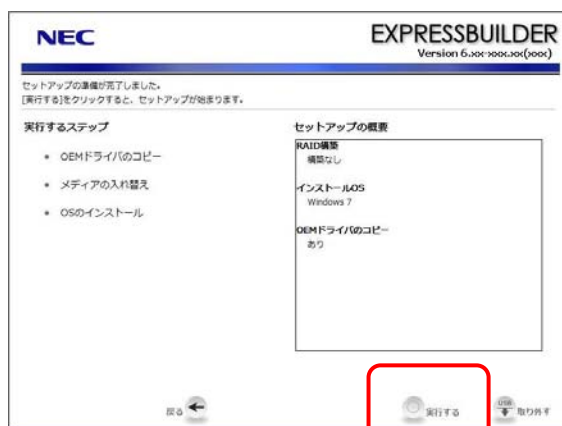 NEC
EXPRESSBUILDER
Version 6.xx-xxx.xx(xxx)
セットアップの準備が完了しました。
[実行する]をクリックすると、セットアップが始まります。
実行するステップ
• OEMドライバのコピー
• メディアの入れ替え
• OSのインストール
セットアップの概要
RAID構築
構築なし
インストールOS
Windows 7
OEMドライバのコピー
あり
戻る
実行する
USB
取り外す